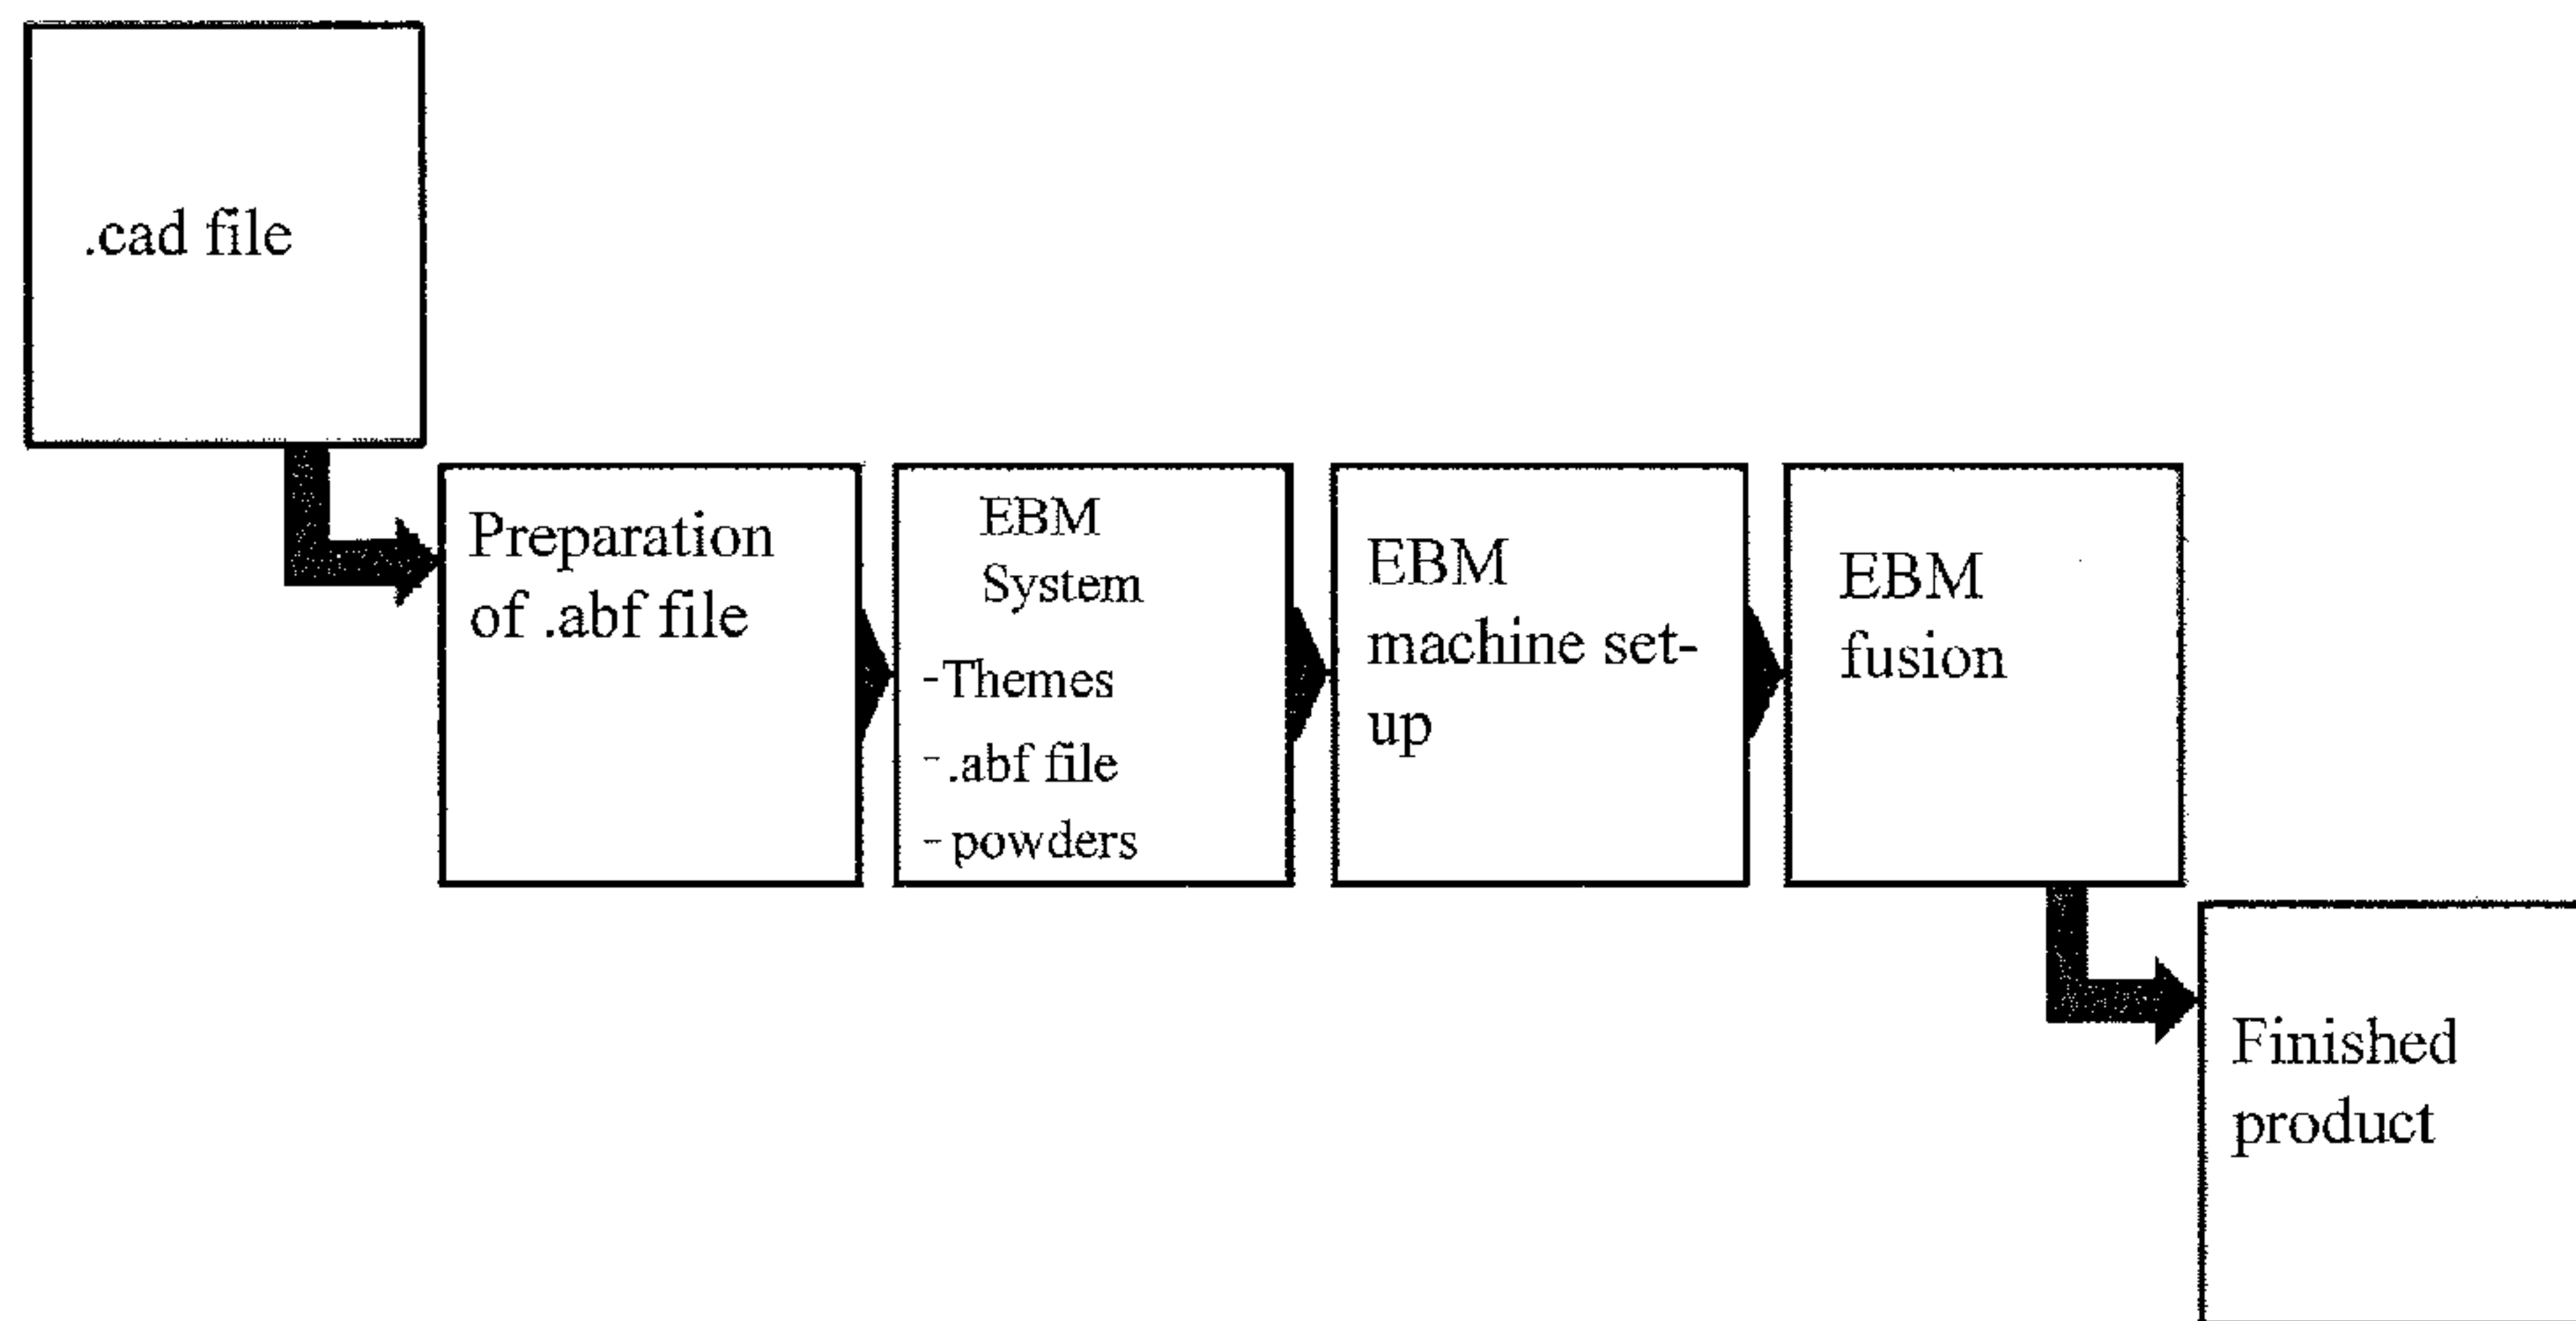 .cad file
Preparation
of .abf file
EBM
System
-Themes
-.abf file
-powders
EBM
machine set-
up
EBM
fusion
Finished
product